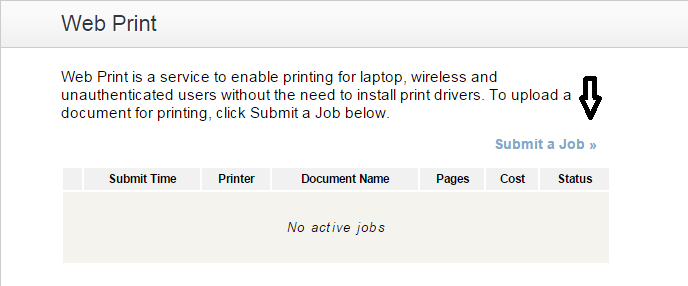 Web Print
Web Print is a service to enable printing for laptop, wireless and
unauthenticated users without the need to install print drivers. To upload a
document for printing, click Submit a Job below.
Submit a Job »
Submit Time Printer Document Name Pages Cost Status
No active jobs